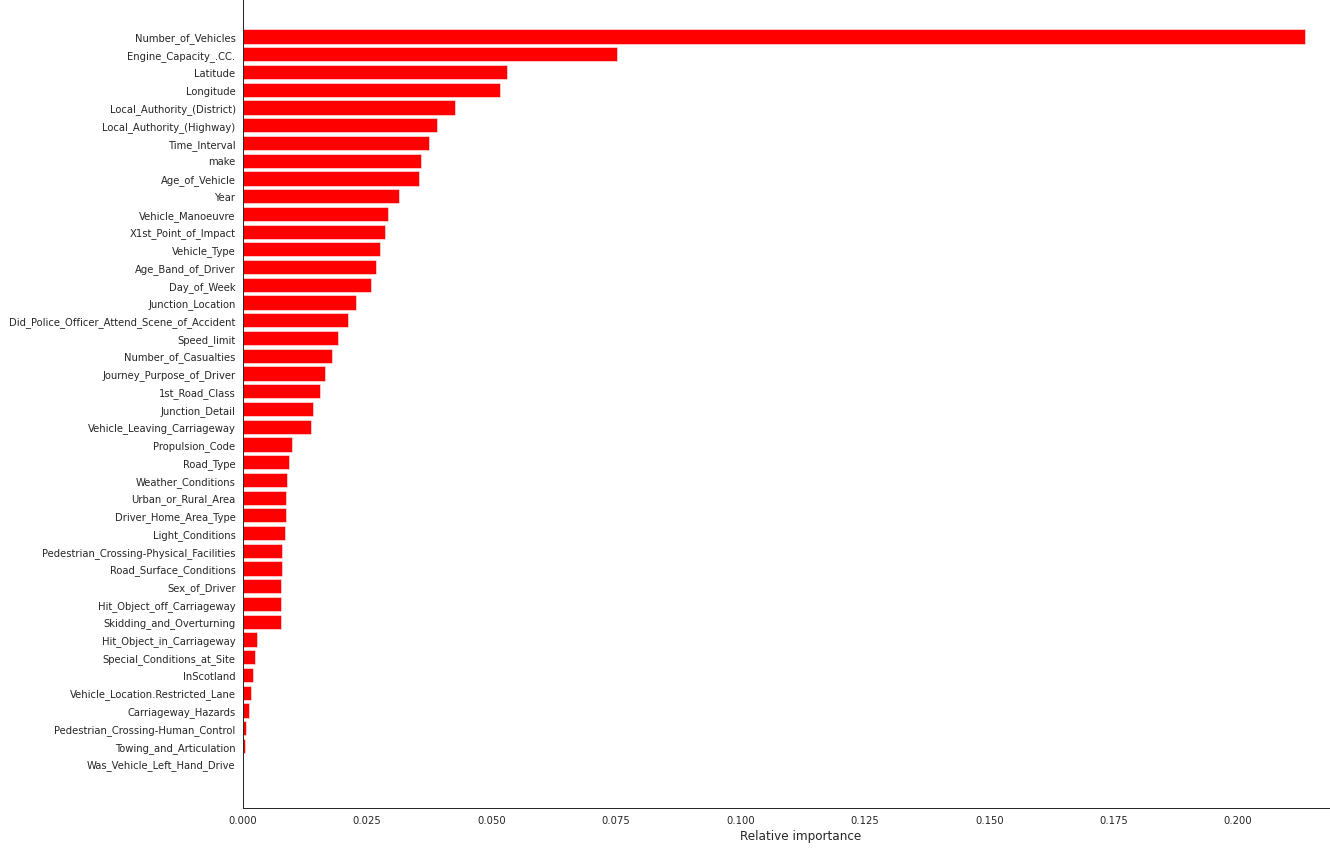 Number_of_Vehicles
Engine_Capacity_.CC.
Latitude
Longitude
Local_Authority_(District)
Local_Authority_(Highway)
Time_Interval
make
Age_of_Vehicle
Year
Vehicle_Manoeuvre
X1st_Point_of_Impact
Vehicle_Type
Age_Band_of_Driver
Day_of_Week
Junction_Location
Did_Police_Officer_Attend_Scene_of_Accident
Speed_limit
Number_of_Casualties
Journey_Purpose_of_Driver
1st_Road_Class
Junction_Detail
Vehicle_Leaving_Carriageway
Propulsion_Code
Road_Type
Weather_Conditions
Urban_or_Rural_Area
Driver_Home_Area_Type
Light_Conditions
Pedestrian_Crossing-Physical_Facilities
Road_Surface_Conditions
Sex_of_Driver
Hit_Object_off_Carriageway
Skidding_and_Overturning
Hit_Object_in_Carriageway
Special_Conditions_at_Site
InScotland
Vehicle_Location.Restricted_Lane
Carriageway_Hazards
Pedestrian_Crossing-Human_Control
Towing_and_Articulation
Was_Vehicle_Left_Hand_Drive
0.000 0.025 0.050 0.075 0.100 0.125 0.150 0.175 0.200
Relative importance